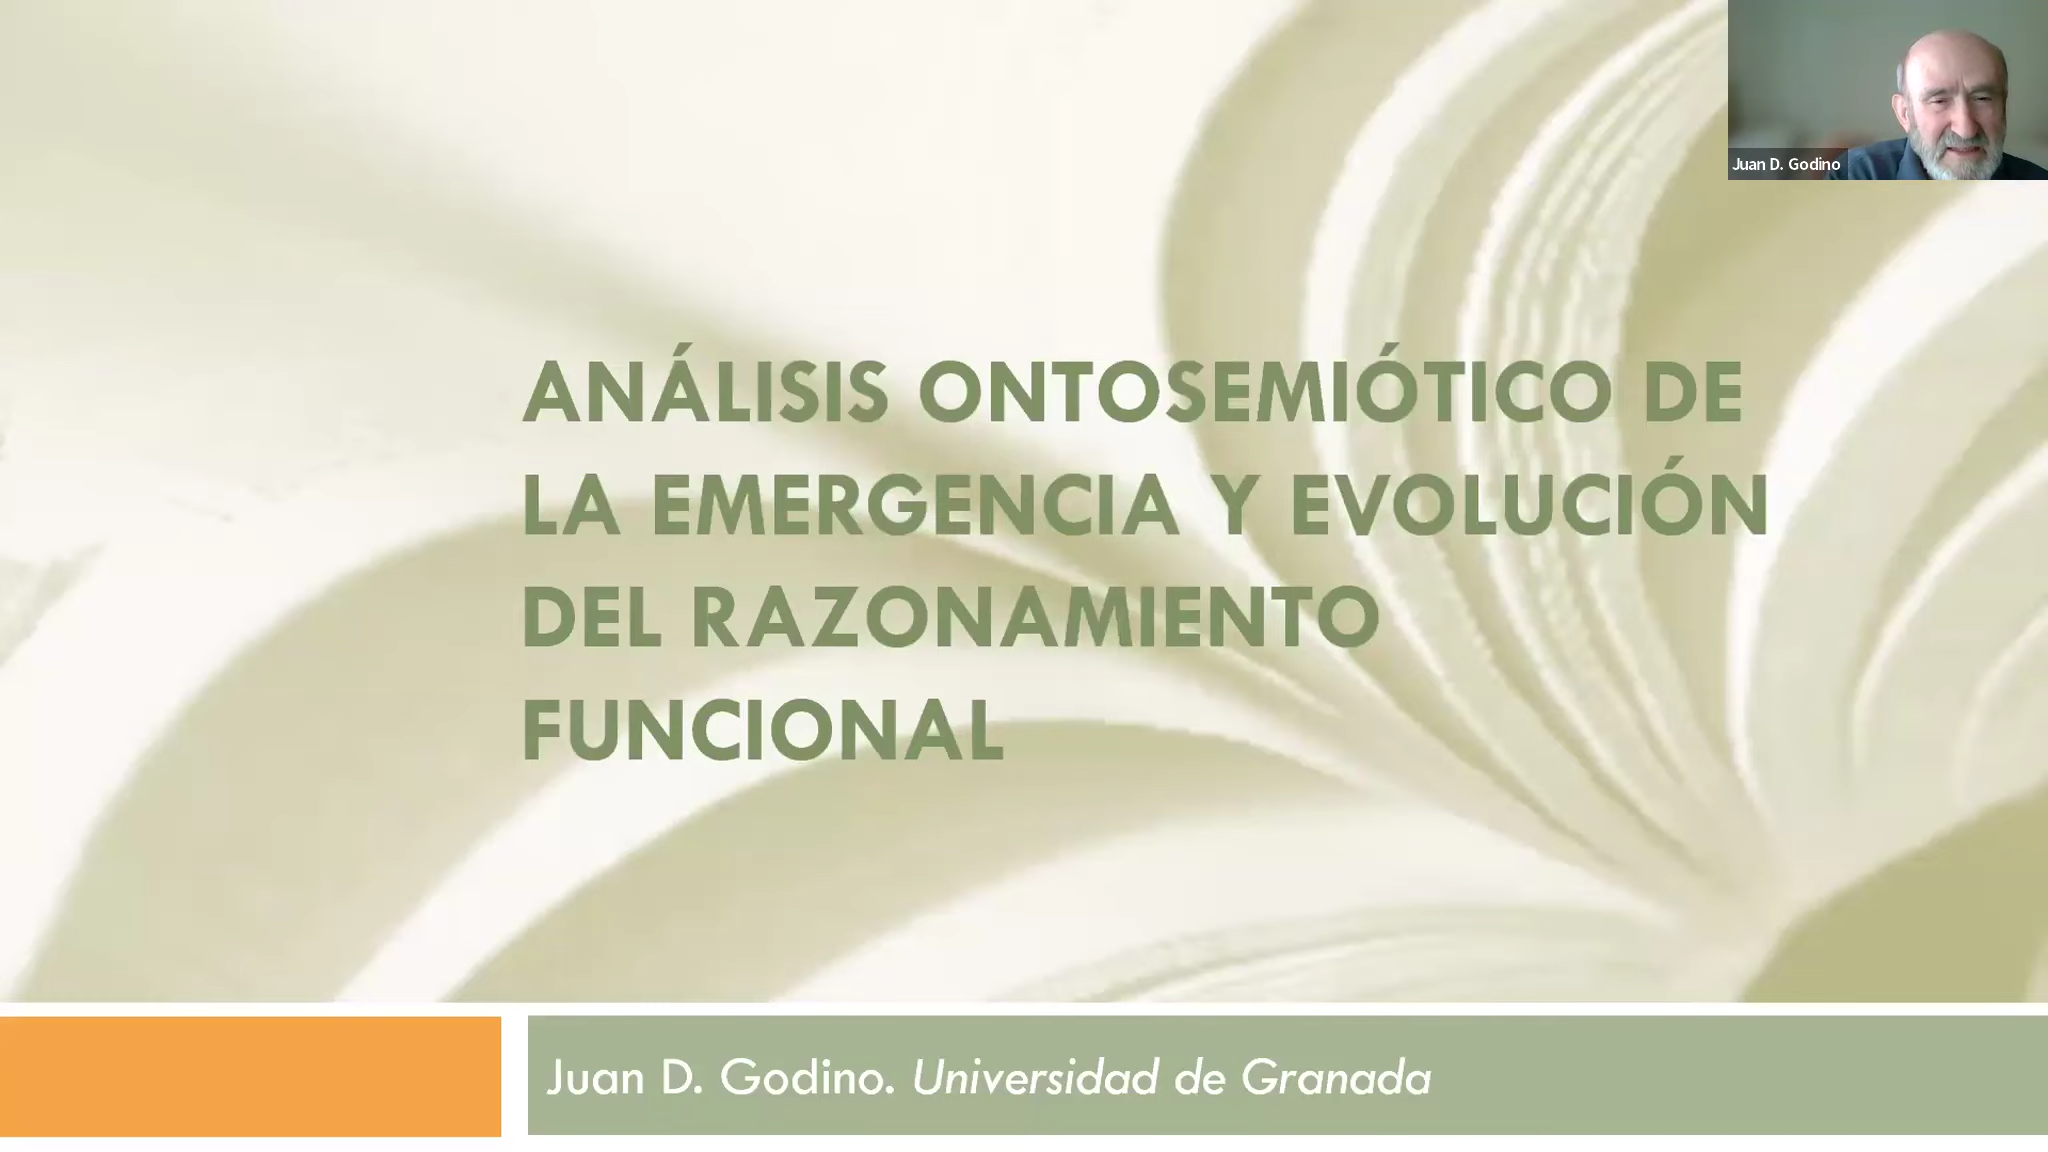 Juan D. Godino
ANÁLISIS ONTOSEMIÓTICO DE
LA EMERGENCIA Y EVOLUCIÓN
DEL RAZONAMIENTO
FUNCIONAL
Juan D. Godino. Universidad de Granada